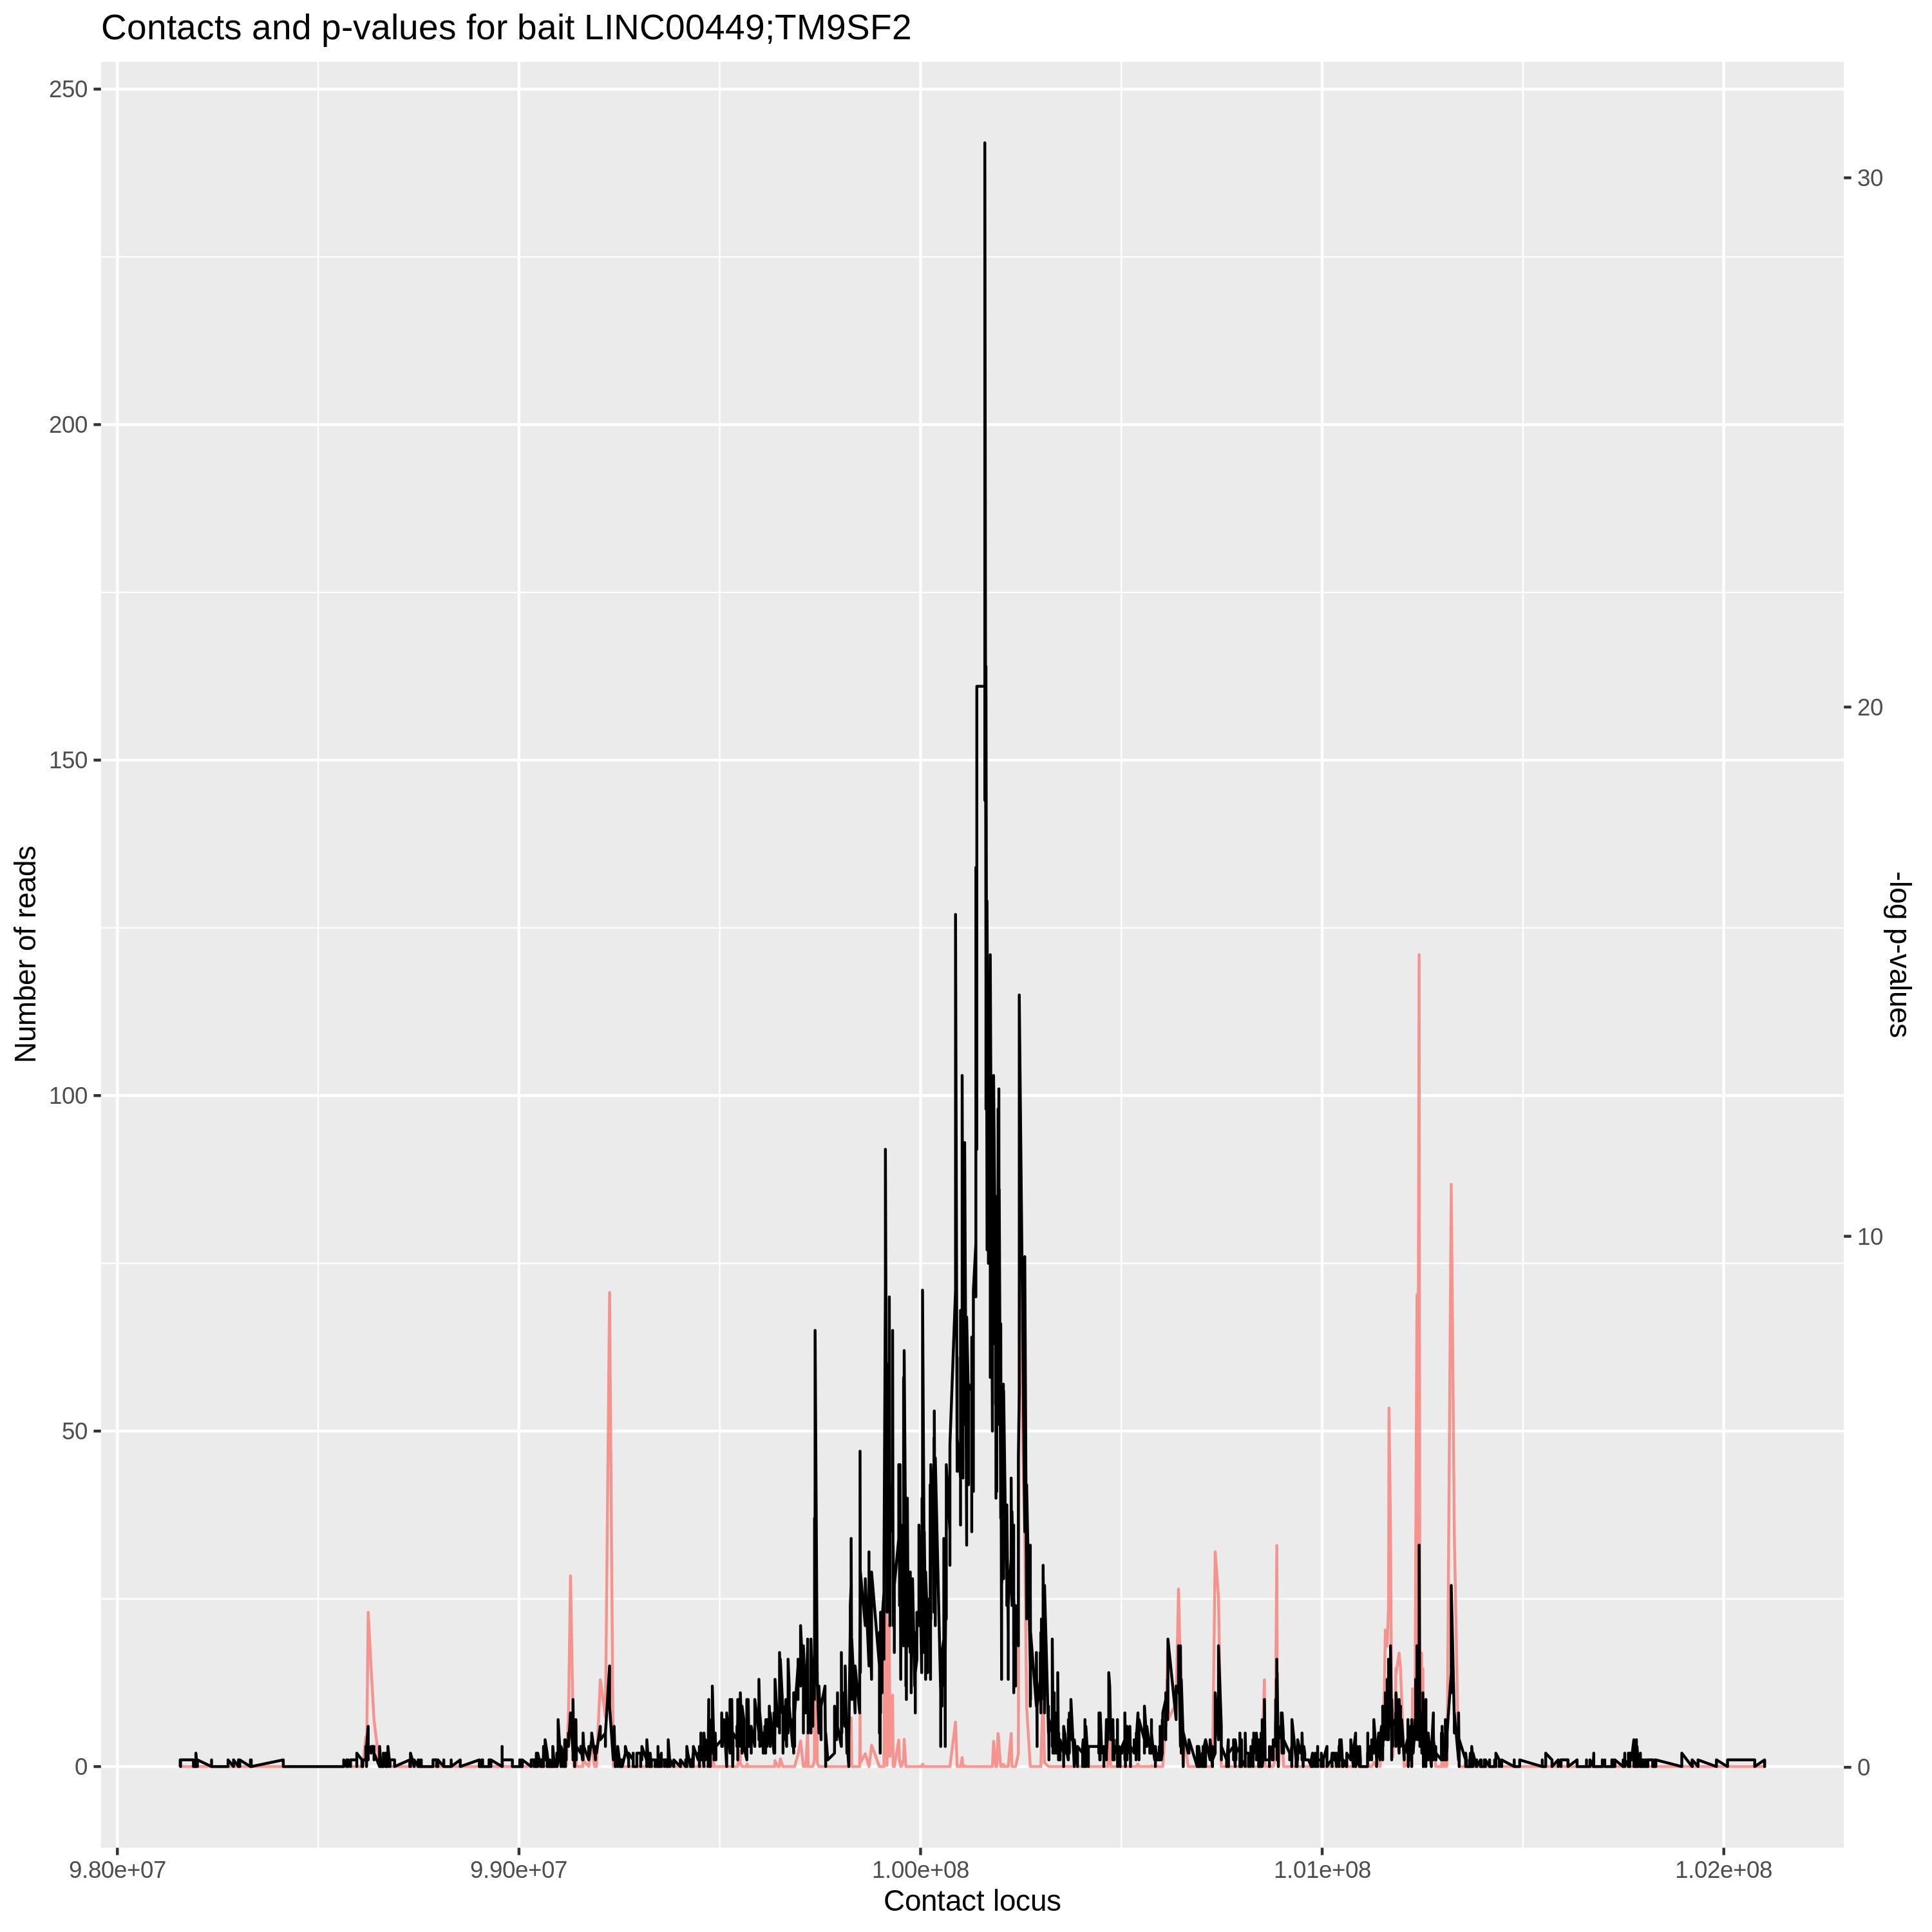 Contacts and p-values for bait LINC00449;TM9SF2
250
200
150
100
50
0
Number of reads
30
20
10
0
-log p-values
9.80e+07
9.90e+07
1.00e+08
1.01e+08
1.02e+08
Contact locus